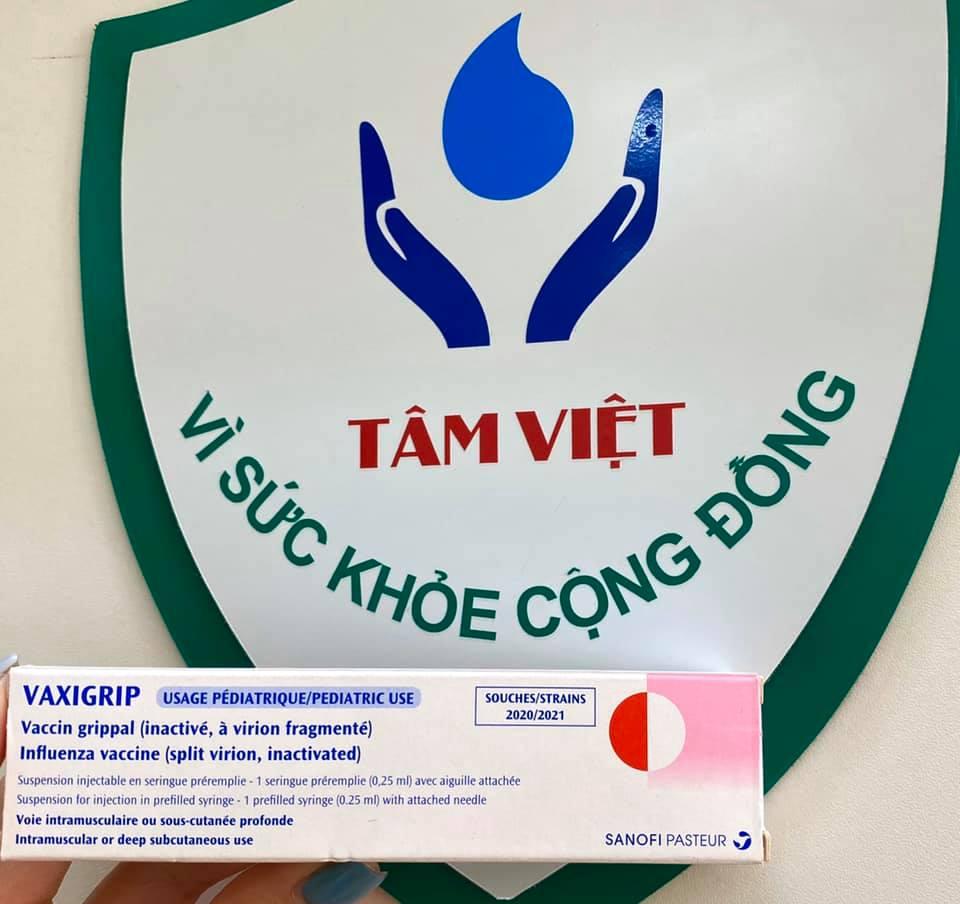 TÂM VIỆT
VÌ SỨC KHỎE CỘNG ĐỒNG
VAXIGRIP USAGE PÉDIATRIQUE/PEDIATRIC USE
SOUCHES/STRAINS
2020/2021
Vaccin grippal (inactivé, à virion fragmenté)
Influenza vaccine (split virion, inactivated)
Suspension injectable en seringue préremplie - 1 seringue préremplie (0,25 ml) avec aiguille attachée
Suspension for injection in prefilled syringe - 1 prefilled syringe (0.25 ml) with attached needle
Voie intramusculaire ou sous-cutanée profonde
Intramuscular or deep subcutaneous use
SANOFI PASTEUR